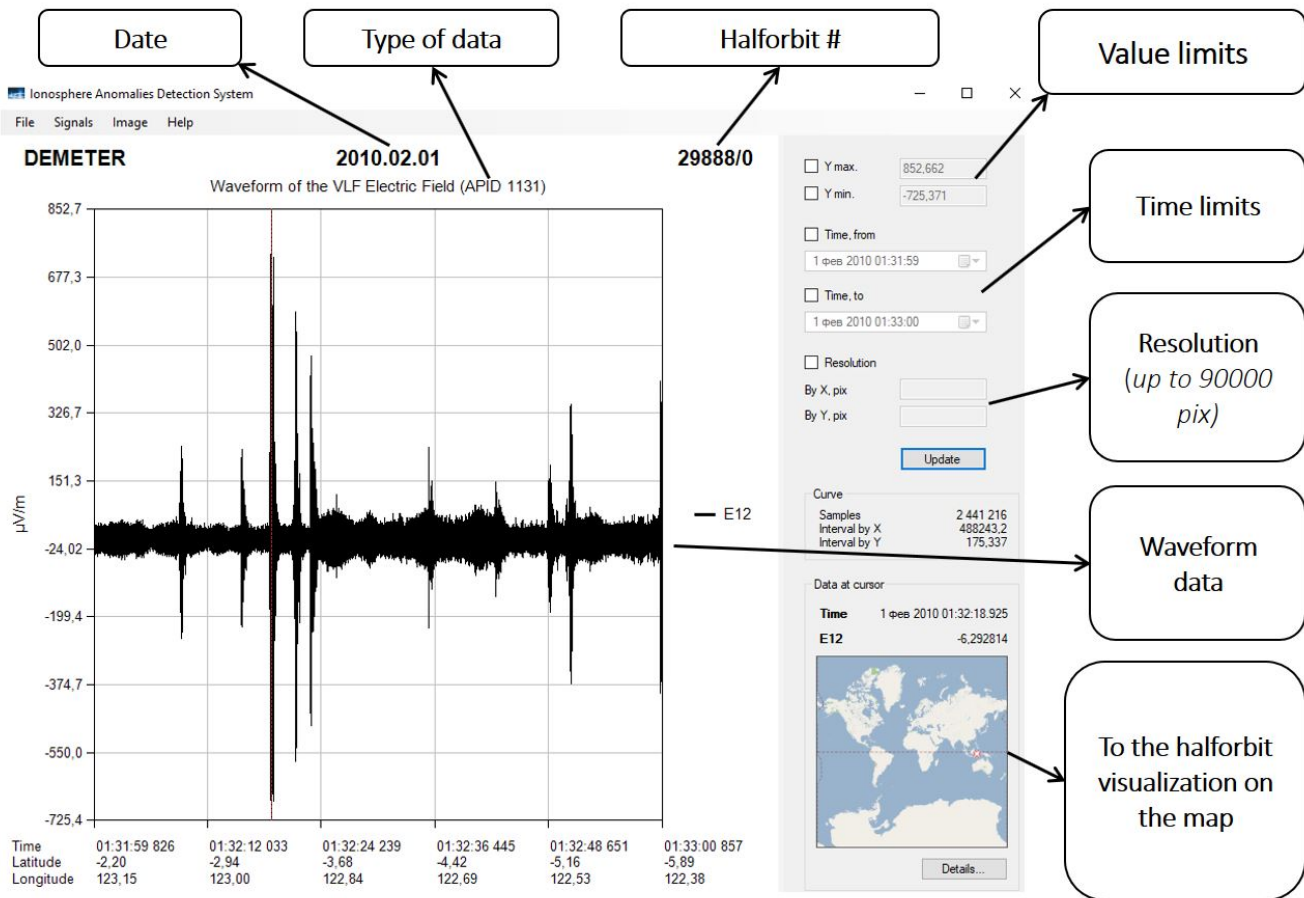 Date
Type of data
Halforbit #
Value limits
Ionosphere Anomalies Detection System
File Signals Image Help
DEMETER 2010.02.01 29888/0
Waveform of the VLF Electric Field (APID 1131)
852,7
677,3
502,0
326,7
151,3
-24,02
-199,4
-374,7
-550,0
-725,4
µV/m
E12
Time 01:31:59 826 01:32:12 033 01:32:24 239 01:32:36 445 01:32:48 651 01:33:00 857
Latitude -2,20 -2,94 -3,68 -4,42 -5,16 -5,89
Longitude 123,15 123,00 122,84 122,69 122,53 122,38
Y max. 852,662
Y min. -725,371
Time, from
1 фев 2010 01:31:59
Time, to
1 фев 2010 01:33:00
Resolution
By X, pix
By Y, pix
Update
Curve
Samples 2 441 216
Interval by X 488243,2
Interval by Y 175,337
Data at cursor
Time 1 фев 2010 01:32:18.925
E12 -6,292814
Details...
Time limits
Resolution
(up to 90000
pix)
Waveform
data
To the halforbit
visualization on
the map